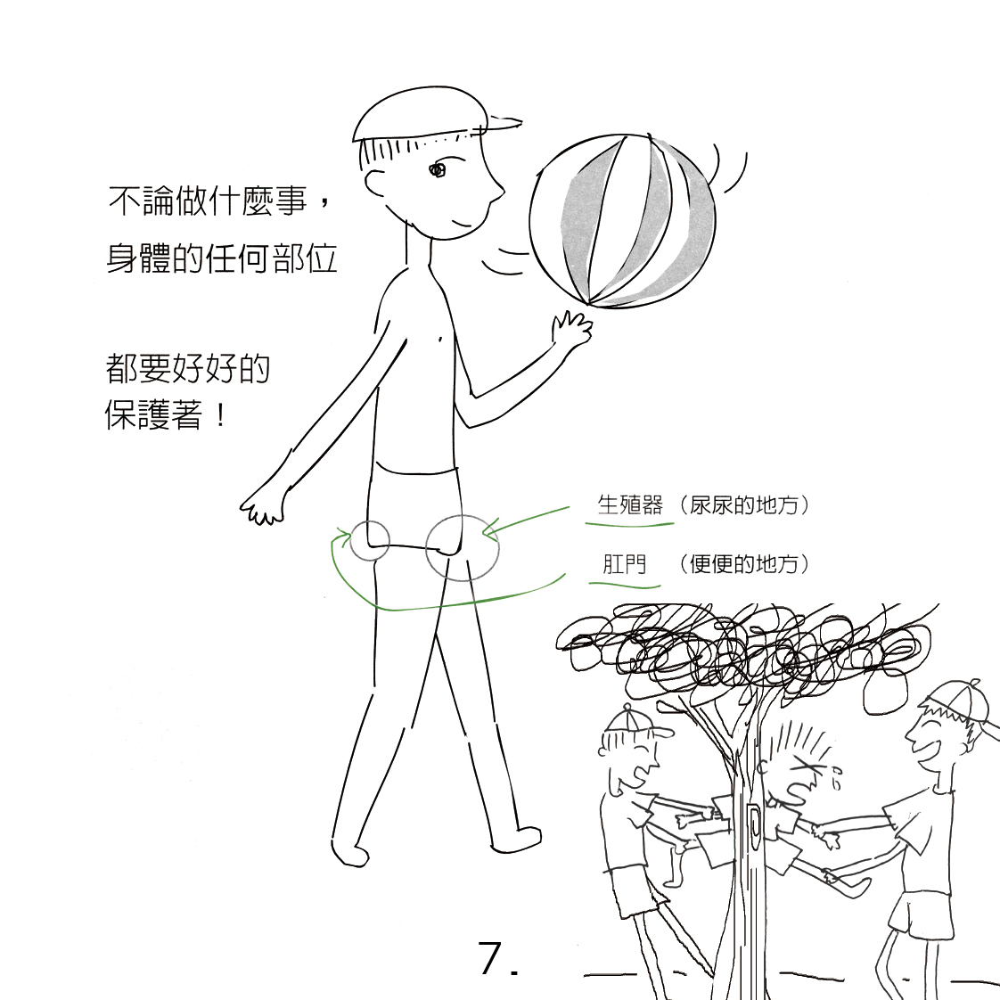 不論做什麼事，
身體的任何部位
都要好好的
保護著！
生殖器（尿尿的地方）
肛門（便便的地方）
7.